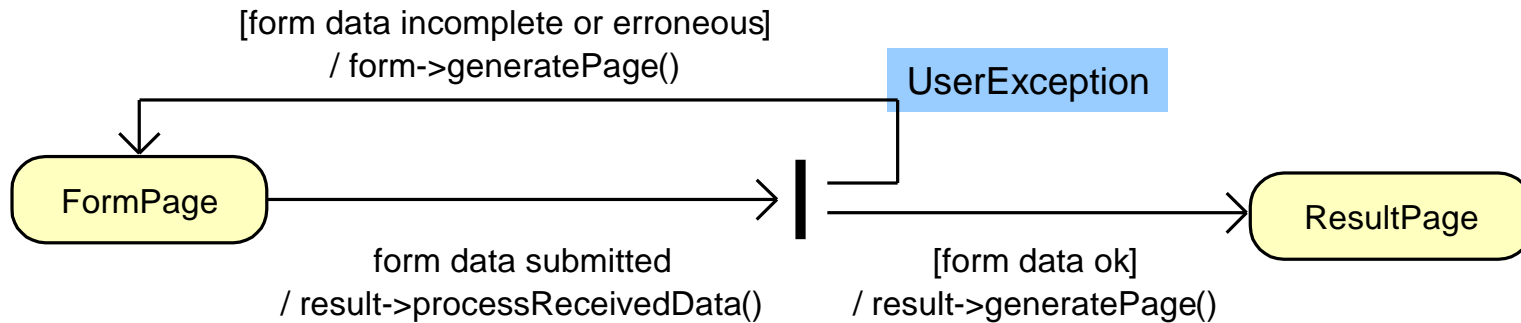 [form data incomplete or erroneous]
/ form->generatePage()
UserException
FormPage
ResultPage
form data submitted
/ result->processReceivedData()
[form data ok]
/ result->generatePage()